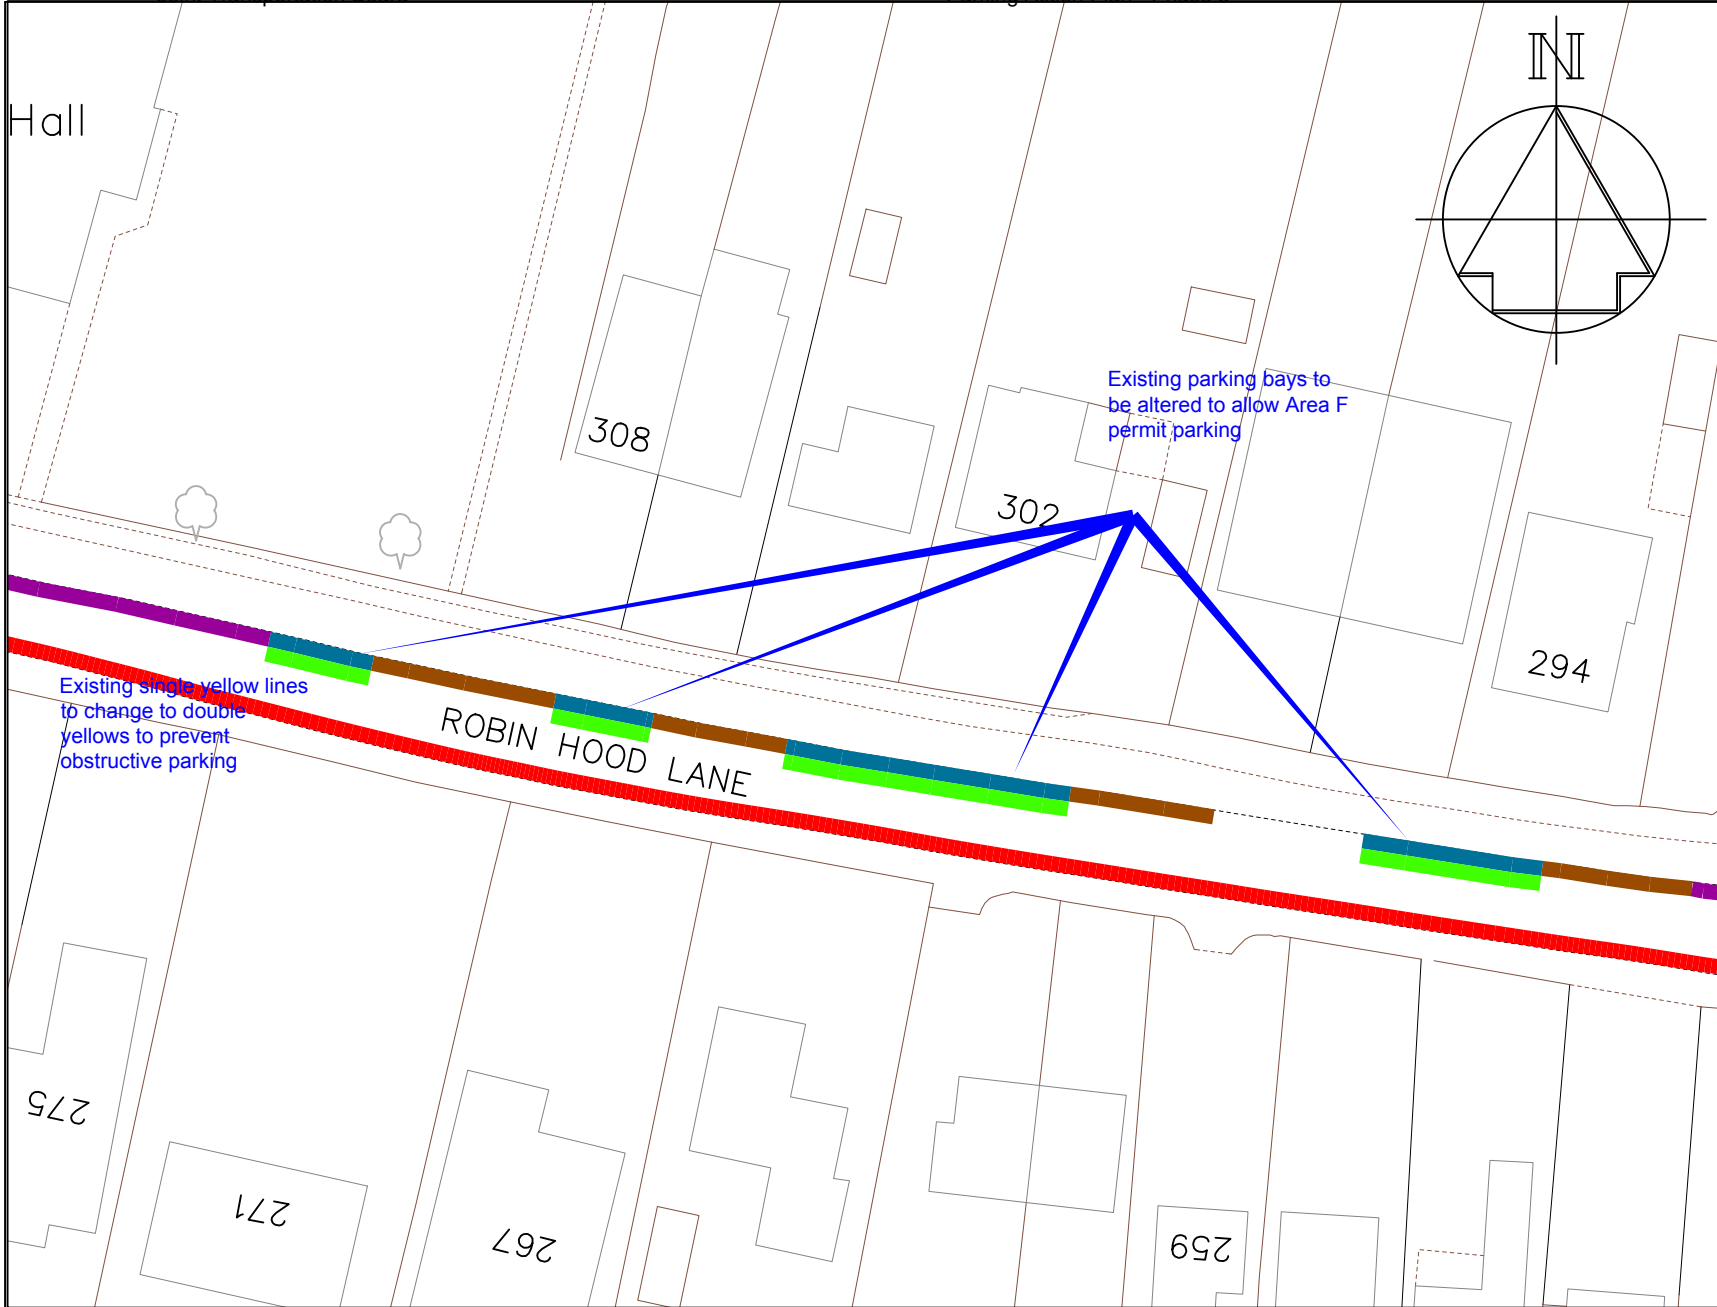 N
Hall
Existing parking bays to
be altered to allow Area F
permit parking
308
302
294
Existing single yellow lines
to change to double
yellows to prevent
obstructive parking
ROBIN HOOD LANE
275
271
267
259